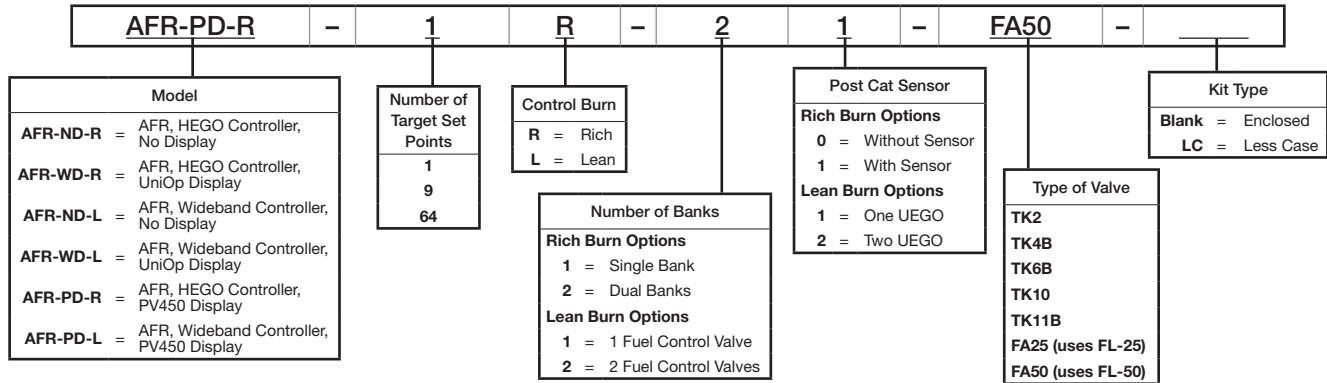 AFR-PD-R – 1 R – 2 1 – FA50 – ______
Model
AFR-ND-R = AFR, HEGO Controller,
No Display
AFR-WD-R = AFR, HEGO Controller,
UniOp Display
AFR-ND-L = AFR, Wideband Controller,
No Display
AFR-WD-L = AFR, Wideband Controller,
UniOp Display
AFR-PD-R = AFR, HEGO Controller,
PV450 Display
AFR-PD-L = AFR, Wideband Controller,
PV450 Display
Number of
Target Set
Points
1
9
64
Control Burn
R = Rich
L = Lean
Number of Banks
Rich Burn Options
1 = Single Bank
2 = Dual Banks
Lean Burn Options
1 = 1 Fuel Control Valve
2 = 2 Fuel Control Valves
Post Cat Sensor
Rich Burn Options
0 = Without Sensor
1 = With Sensor
Lean Burn Options
1 = One UEGO
2 = Two UEGO
Type of Valve
TK2
TK4B
TK6B
TK10
TK11B
FA25 (uses FL-25)
FA50 (uses FL-50)
Kit Type
Blank = Enclosed
LC = Less Case